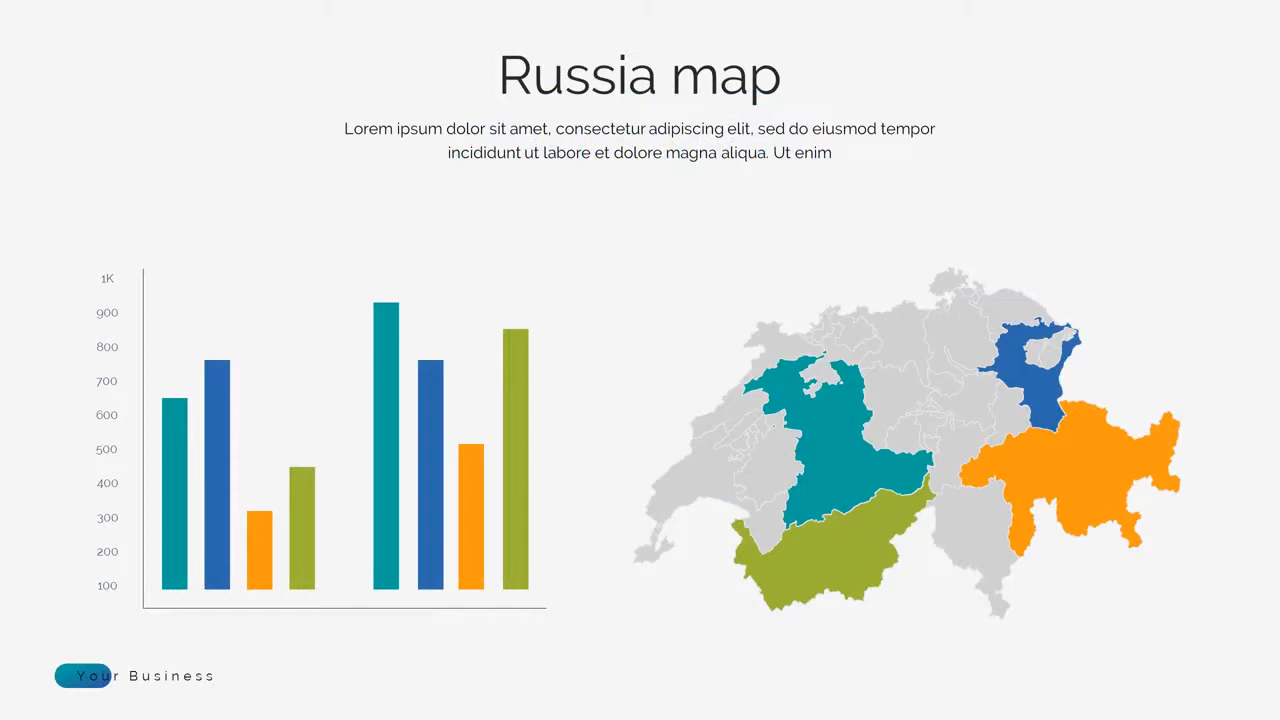 Russia map
Lorem ipsum dolor sit amet, consectetur adipiscing elit, sed do eiusmod tempor
incididunt ut labore et dolore magna aliqua. Ut enim
1K
900
800
700
600
500
400
300
200
100
Your Business